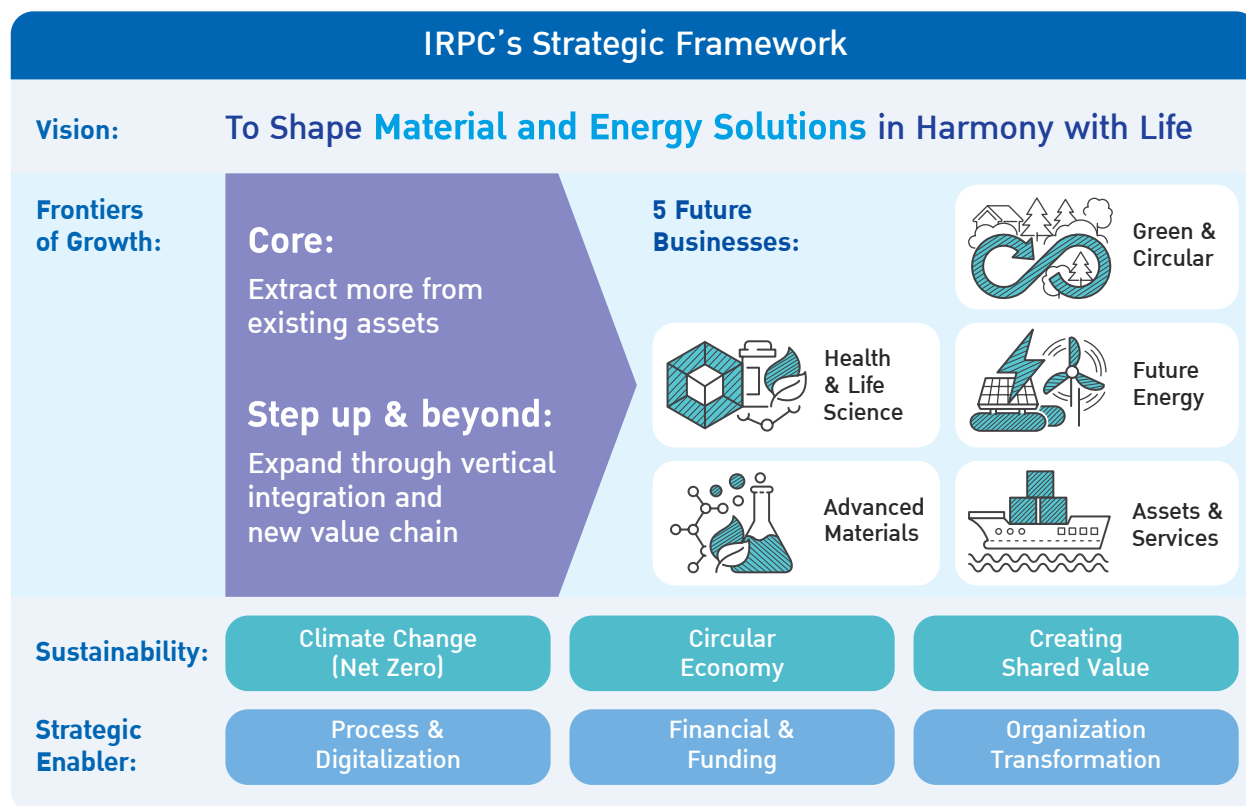 IRPC's Strategic Framework
Vision:
To Shape Material and Energy Solutions in Harmony with Life
Frontiers
of Growth:
Core:
Extract more from
existing assets
Step up & beyond:
Expand through vertical
integration and
new value chain
5 Future
Businesses:
Green &
Circular
Health
& Life
Science
Future
Energy
Advanced
Materials
Assets &
Services
Sustainability:
Climate Change
(Net Zero)
Circular
Economy
Creating
Shared Value
Strategic
Enabler:
Process &
Digitalization
Financial &
Funding
Organization
Transformation